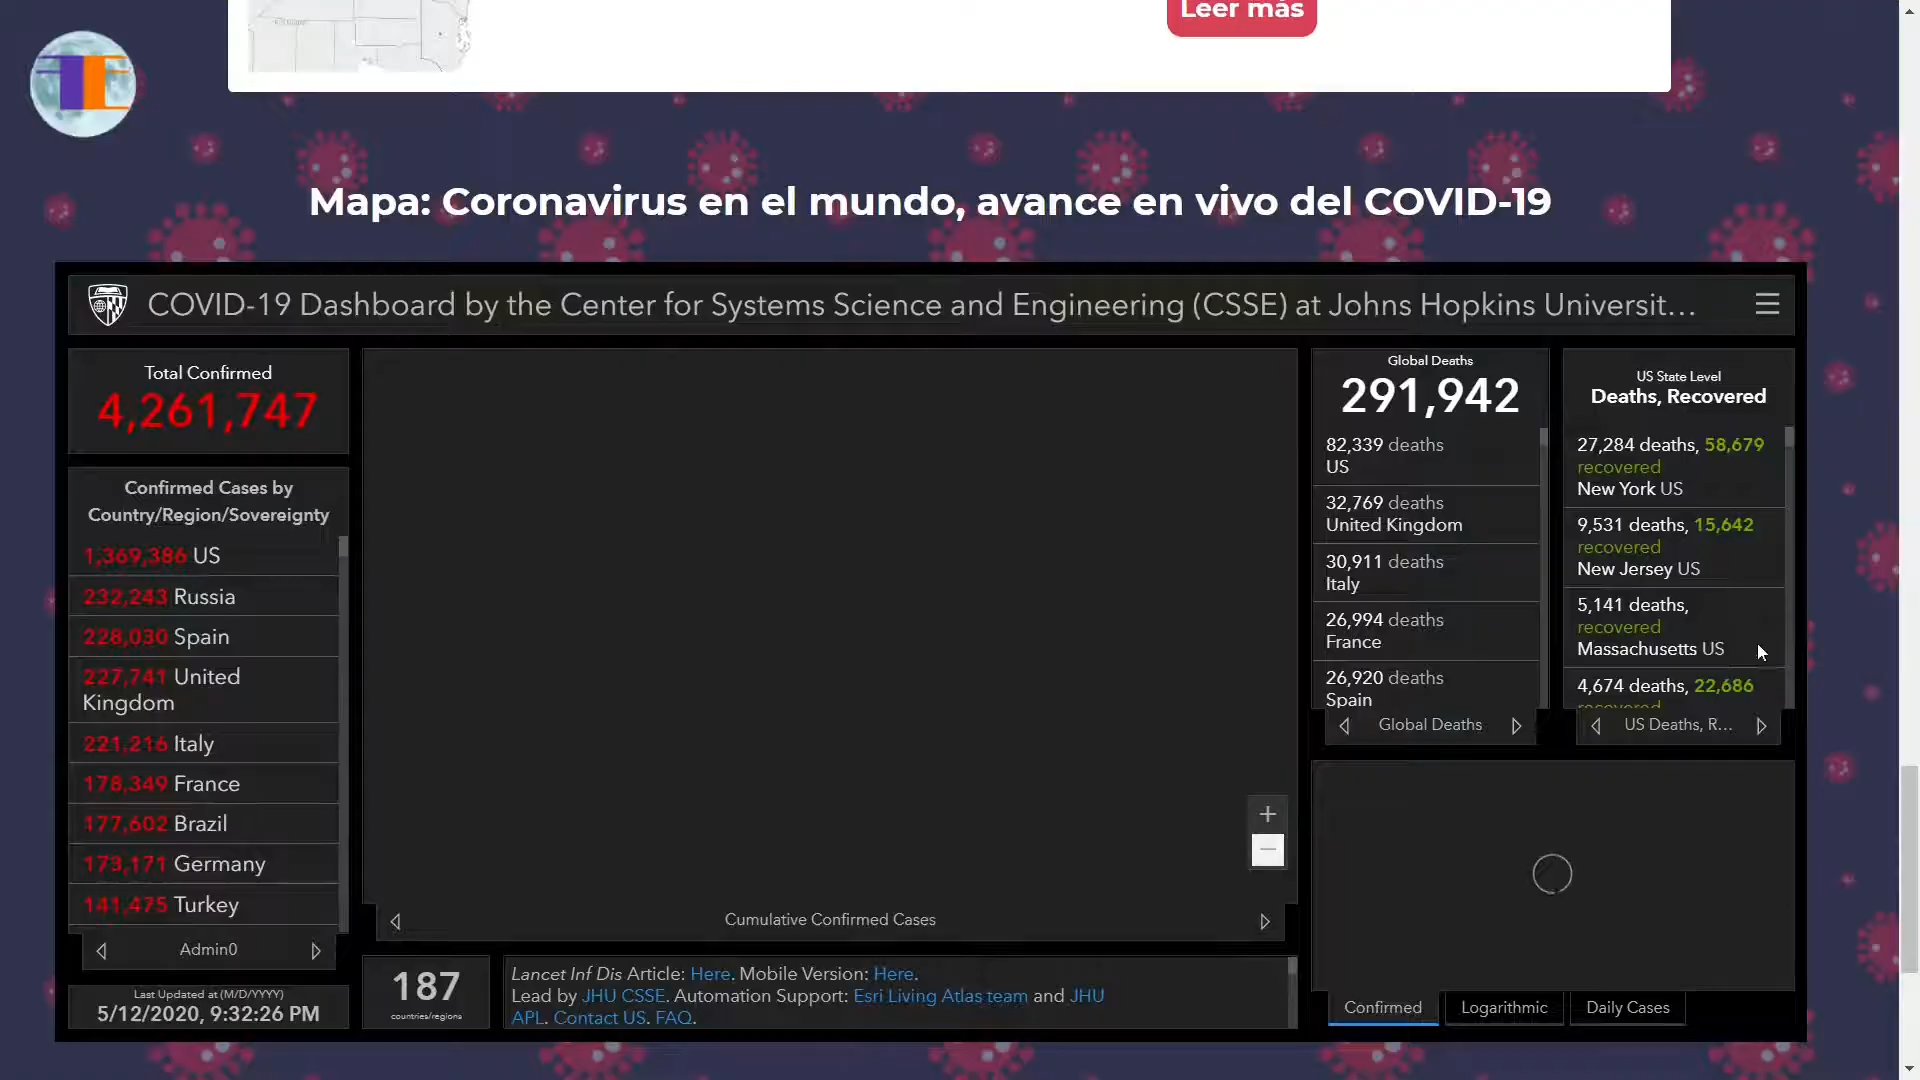 Leer más
Mapa: Coronavirus en el mundo, avance en vivo del COVID-19
COVID-19 Dashboard by the Center for Systems Science and Engineering (CSSE) at Johns Hopkins Universit...
Total Confirmed
4,261,747
Confirmed Cases by
Country/Region/Sovereignty
1,369,386 US
232,243 Russia
228,030 Spain
227,741 United
Kingdom
221,216 Italy
178,349 France
177,602 Brazil
173,171 Germany
141,475 Turkey
Admin0
Last Updated at (M/D/YYYY)
5/12/2020, 9:32:26 PM
Cumulative Confirmed Cases
187
countries/regions
Lancet Inf Dis Article: Here. Mobile Version: Here.
Lead by JHU CSSE. Automation Support: Esri Living Atlas team and JHU
APL. Contact US. FAQ.
Global Deaths
291,942
82,339 deaths
US
32,769 deaths
United Kingdom
30,911 deaths
Italy
26,994 deaths
France
26,920 deaths
Spain
Global Deaths
US State Level
Deaths, Recovered
27,284 deaths, 58,679
recovered
New York US
9,531 deaths, 15,642
recovered
New Jersey US
5,141 deaths,
recovered
Massachusetts US
4,674 deaths, 22,686
recovered
US Deaths, R...
Confirmed
Logarithmic
Daily Cases